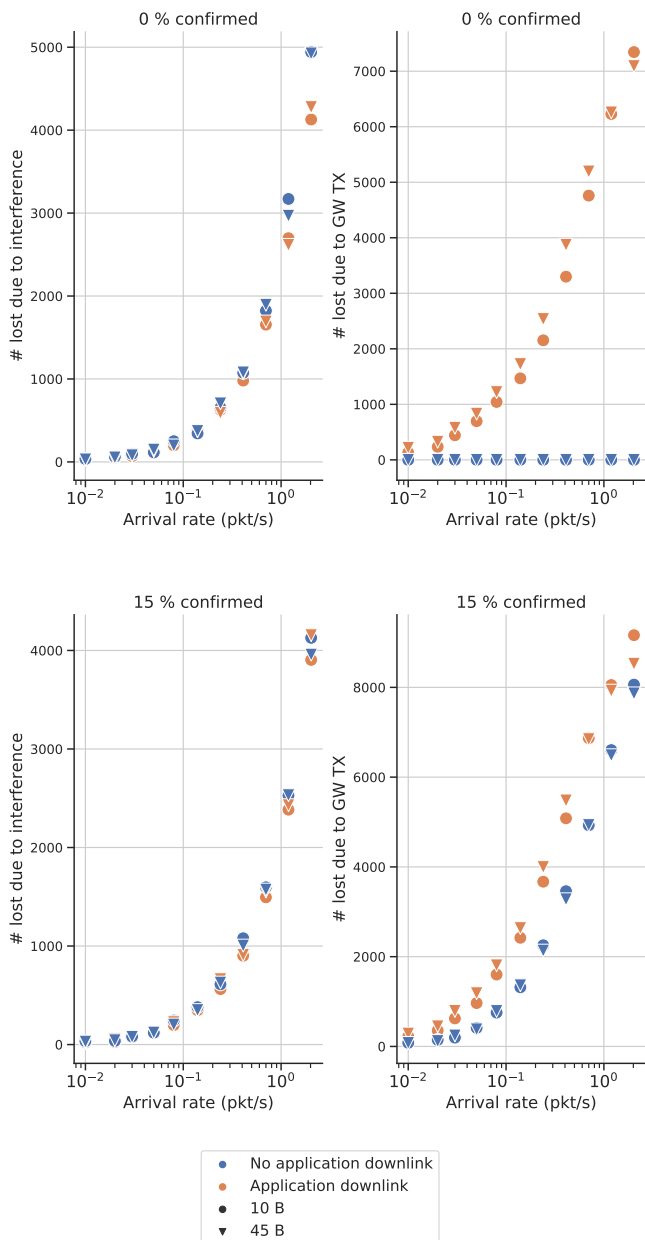 0 % confirmed
0 % confirmed
5000
4000
3000
2000
1000
0
# lost due to interference
10⁻² 10⁻¹ 10⁰
Arrival rate (pkt/s)
7000
6000
5000
4000
3000
2000
1000
0
# lost due to GW TX
10⁻² 10⁻¹ 10⁰
Arrival rate (pkt/s)
15 % confirmed
15 % confirmed
4000
3000
2000
1000
0
# lost due to interference
10⁻² 10⁻¹ 10⁰
Arrival rate (pkt/s)
8000
6000
4000
2000
0
# lost due to GW TX
10⁻² 10⁻¹ 10⁰
Arrival rate (pkt/s)
No application downlink
Application downlink
10 B
45 B